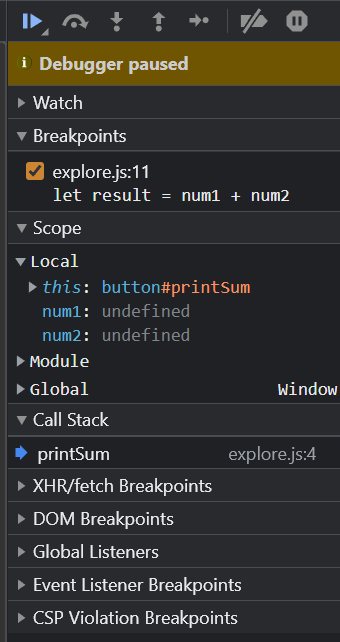 Debugger paused
Watch
Breakpoints
explore.js:11
let result = num1 + num2
Scope
Local
this: button#printSum
num1: undefined
num2: undefined
Module
Global Window
Call Stack
printSum explore.js:4
XHR/fetch Breakpoints
DOM Breakpoints
Global Listeners
Event Listener Breakpoints
CSP Violation Breakpoints